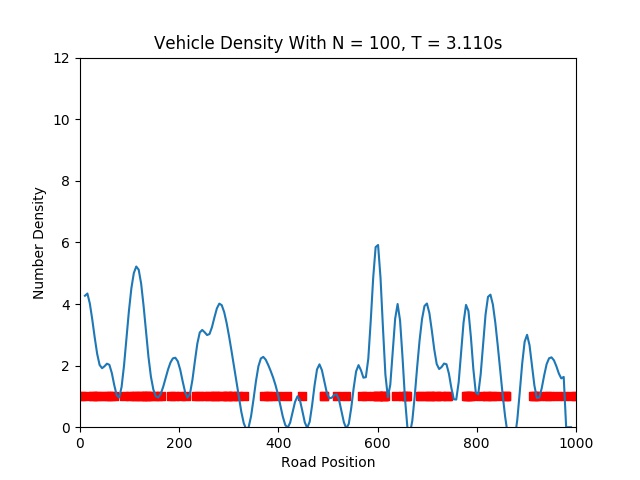 Vehicle Density With N = 100, T = 3.110s
12
10
8
6
4
2
0
Number Density
0 200 400 600 800 1000
Road Position